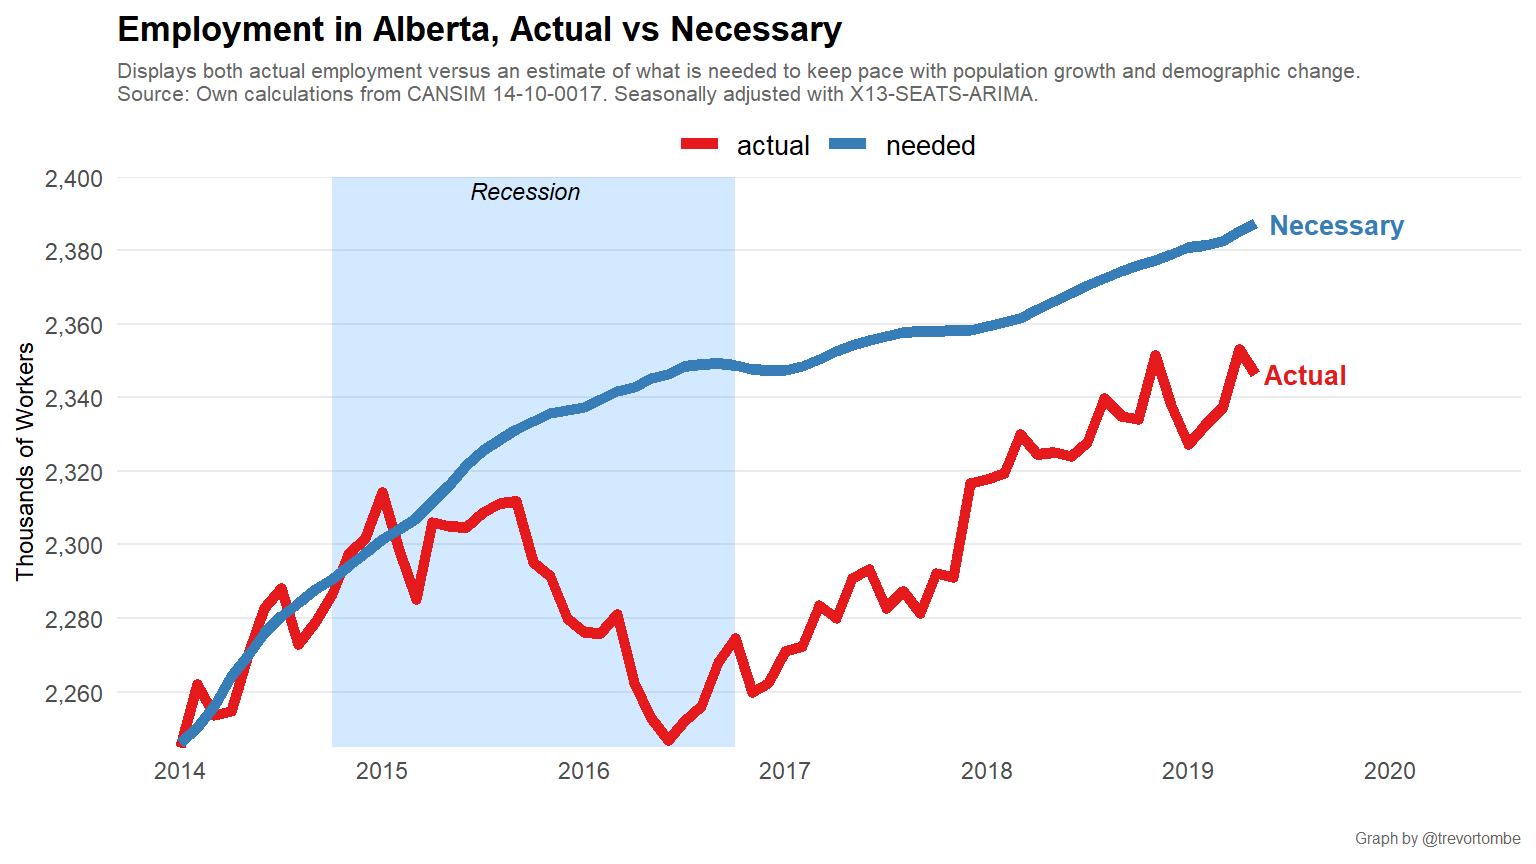 Employment in Alberta, Actual vs Necessary
Displays both actual employment versus an estimate of what is needed to keep pace with population growth and demographic change.
Source: Own calculations from CANSIM 14-10-0017. Seasonally adjusted with X13-SEATS-ARIMA.
actual needed
2,400
Recession
Necessary
2,380
2,360
Actual
2,340
2,320
2,300
2,280
2,260
Thousands of Workers
2014 2015 2016 2017 2018 2019 2020
Graph by @trevortombe